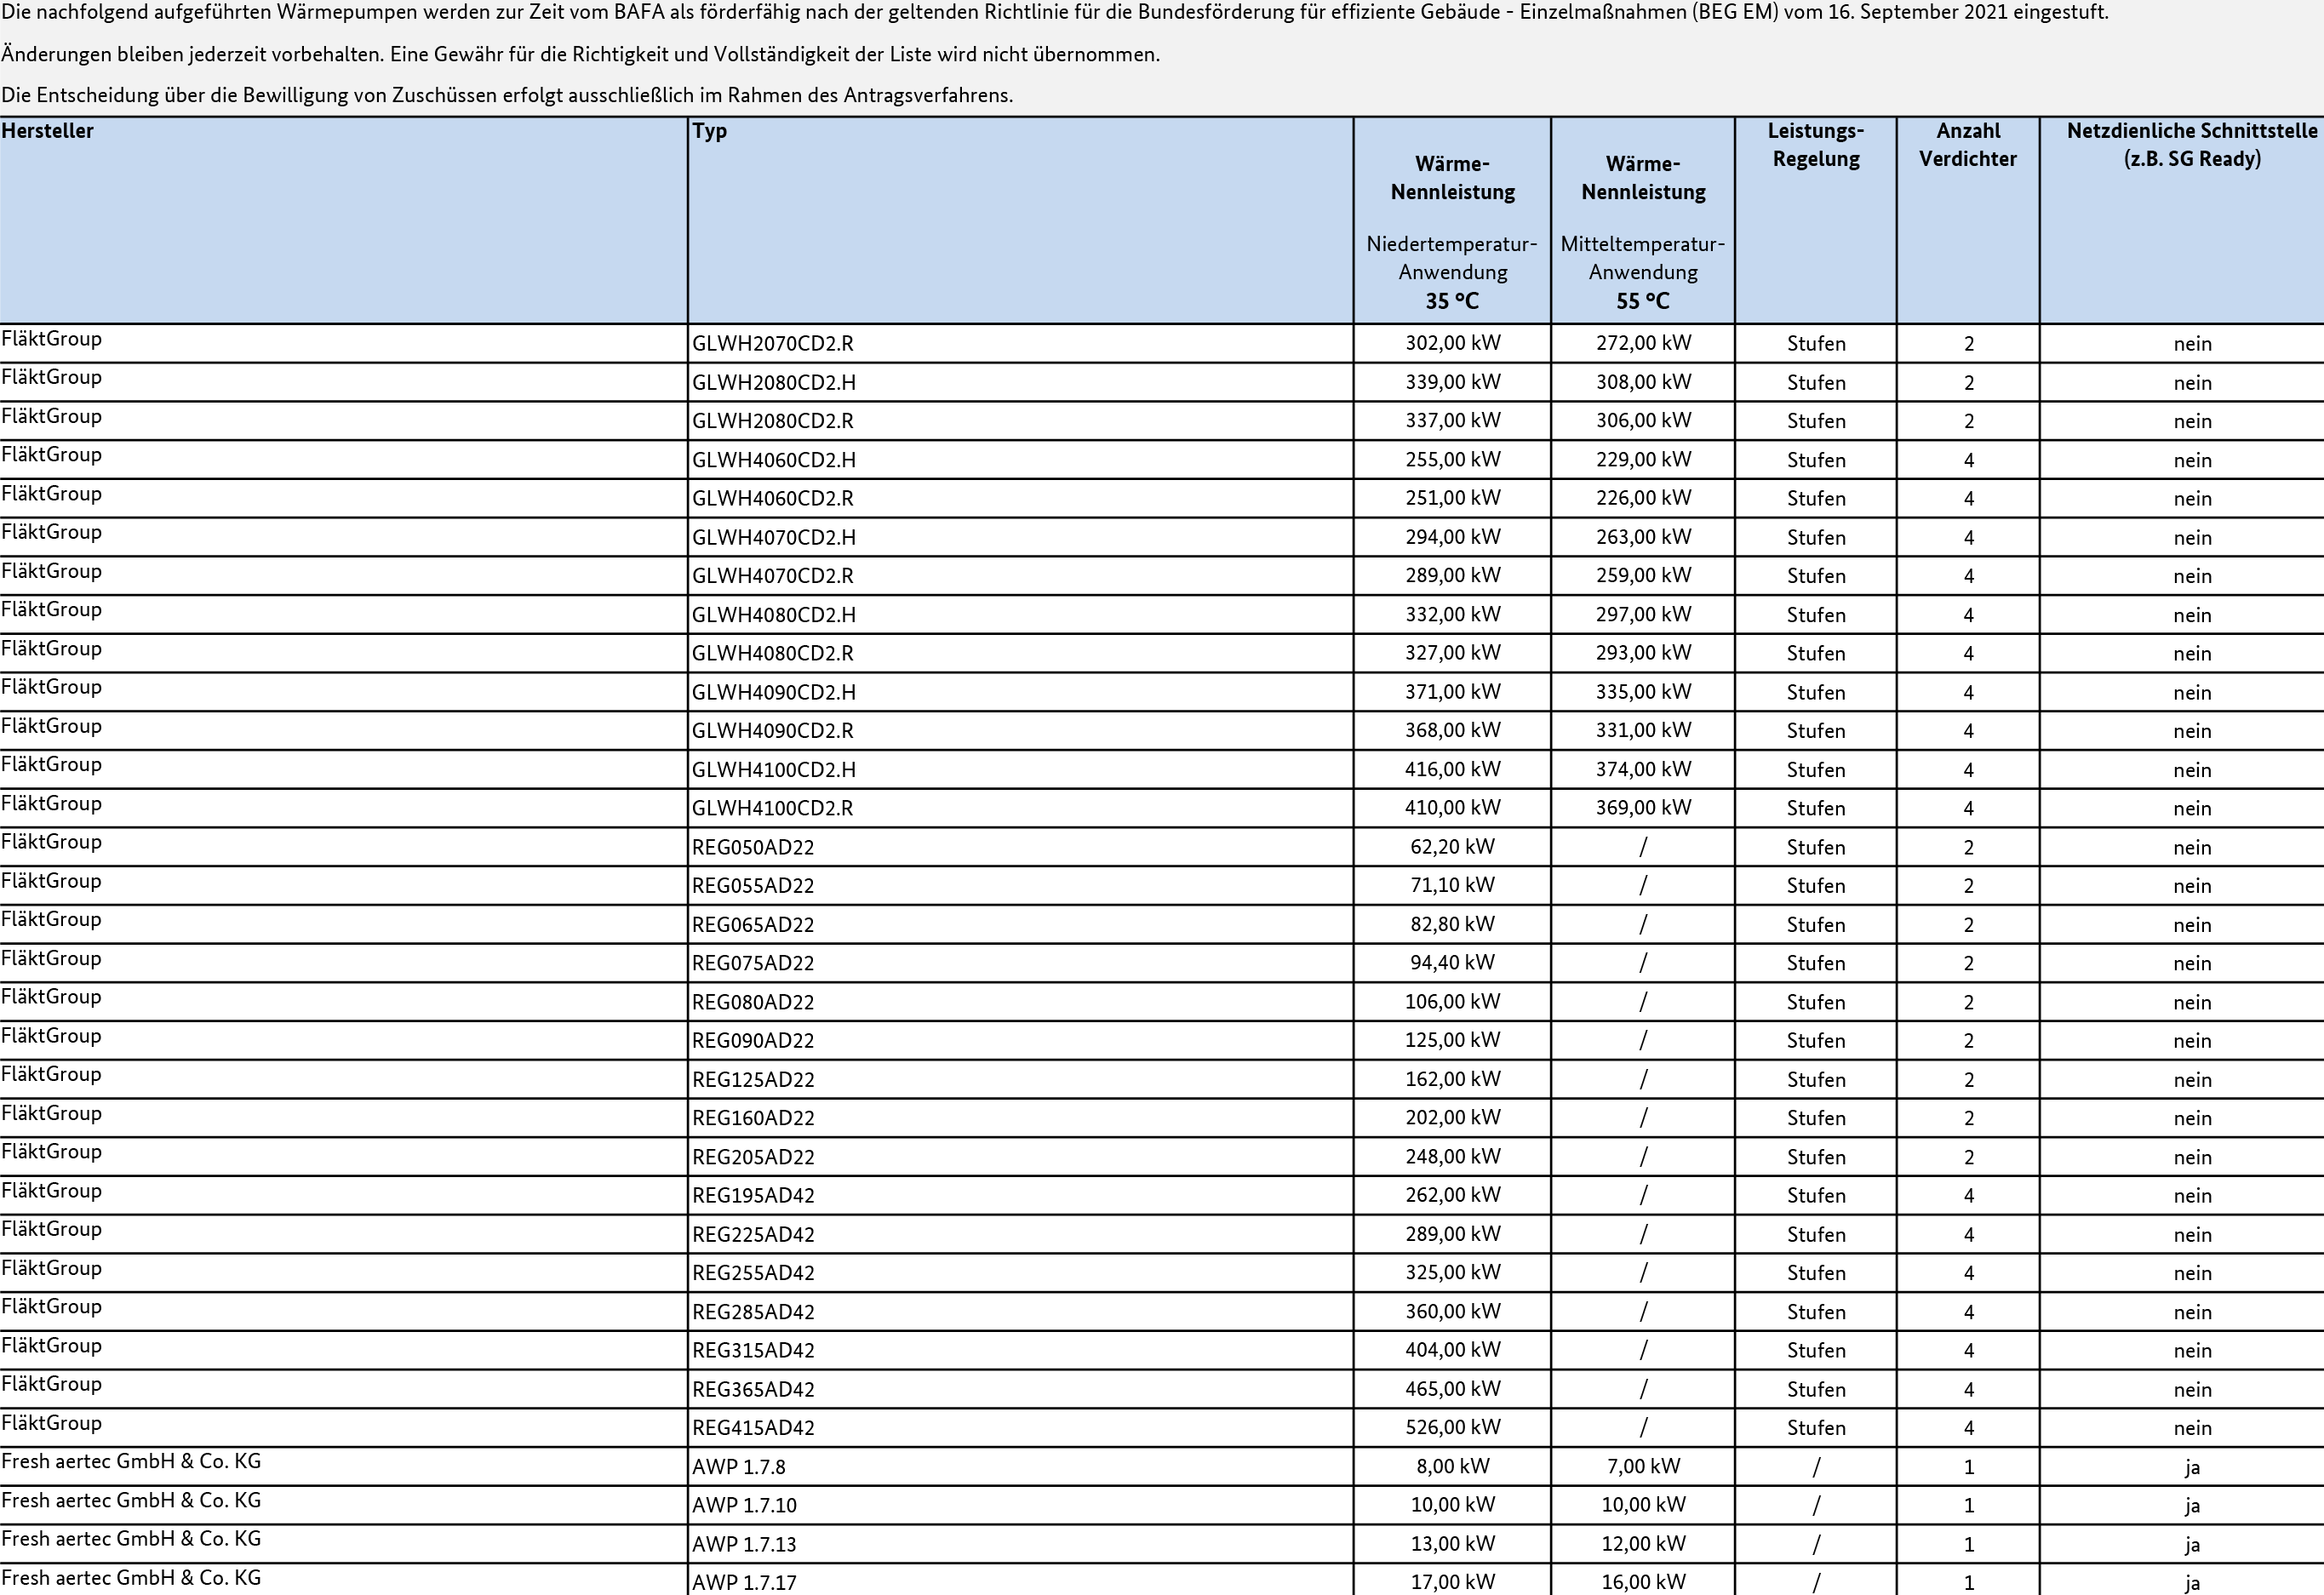 Die nachfolgend aufgeführten Wärmepumpen werden zur Zeit vom BAFA als förderfähig nach der geltenden Richtlinie für die Bundesförderung für effiziente Gebäude - Einzelmaßnahmen (BEG EM) vom 16. September 2021 eingestuft.
Änderungen bleiben jederzeit vorbehalten. Eine Gewähr für die Richtigkeit und Vollständigkeit der Liste wird nicht übernommen.
Die Entscheidung über die Bewilligung von Zuschüssen erfolgt ausschließlich im Rahmen des Antragsverfahrens.
Hersteller Typ Wärme-Nennleistung Niedertemperatur-Anwendung 35 °C Wärme-Nennleistung Mitteltemperatur-Anwendung 55 °C Leistungs-Regelung Anzahl Verdichter Netzdienliche Schnittstelle (z.B. SG Ready)
FläktGroup GLWH2070CD2.R 302,00 kW 272,00 kW Stufen 2 nein
FläktGroup GLWH2080CD2.H 339,00 kW 308,00 kW Stufen 2 nein
FläktGroup GLWH2080CD2.R 337,00 kW 306,00 kW Stufen 2 nein
FläktGroup GLWH4060CD2.H 255,00 kW 229,00 kW Stufen 4 nein
FläktGroup GLWH4060CD2.R 251,00 kW 226,00 kW Stufen 4 nein
FläktGroup GLWH4070CD2.H 294,00 kW 263,00 kW Stufen 4 nein
FläktGroup GLWH4070CD2.R 289,00 kW 259,00 kW Stufen 4 nein
FläktGroup GLWH4080CD2.H 332,00 kW 297,00 kW Stufen 4 nein
FläktGroup GLWH4080CD2.R 327,00 kW 293,00 kW Stufen 4 nein
FläktGroup GLWH4090CD2.H 371,00 kW 335,00 kW Stufen 4 nein
FläktGroup GLWH4090CD2.R 368,00 kW 331,00 kW Stufen 4 nein
FläktGroup GLWH4100CD2.H 416,00 kW 374,00 kW Stufen 4 nein
FläktGroup GLWH4100CD2.R 410,00 kW 369,00 kW Stufen 4 nein
FläktGroup REG050AD22 62,20 kW / Stufen 2 nein
FläktGroup REG055AD22 71,10 kW / Stufen 2 nein
FläktGroup REG065AD22 82,80 kW / Stufen 2 nein
FläktGroup REG075AD22 94,40 kW / Stufen 2 nein
FläktGroup REG080AD22 106,00 kW / Stufen 2 nein
FläktGroup REG090AD22 125,00 kW / Stufen 2 nein
FläktGroup REG125AD22 162,00 kW / Stufen 2 nein
FläktGroup REG160AD22 202,00 kW / Stufen 2 nein
FläktGroup REG205AD22 248,00 kW / Stufen 2 nein
FläktGroup REG195AD42 262,00 kW / Stufen 4 nein
FläktGroup REG225AD42 289,00 kW / Stufen 4 nein
FläktGroup REG255AD42 325,00 kW / Stufen 4 nein
FläktGroup REG285AD42 360,00 kW / Stufen 4 nein
FläktGroup REG315AD42 404,00 kW / Stufen 4 nein
FläktGroup REG365AD42 465,00 kW / Stufen 4 nein
FläktGroup REG415AD42 526,00 kW / Stufen 4 nein
Fresh aertec GmbH & Co. KG AWP 1.7.8 8,00 kW 7,00 kW / 1 ja
Fresh aertec GmbH & Co. KG AWP 1.7.10 10,00 kW 10,00 kW / 1 ja
Fresh aertec GmbH & Co. KG AWP 1.7.13 13,00 kW 12,00 kW / 1 ja
Fresh aertec GmbH & Co. KG AWP 1.7.17 17,00 kW 16,00 kW / 1 ja